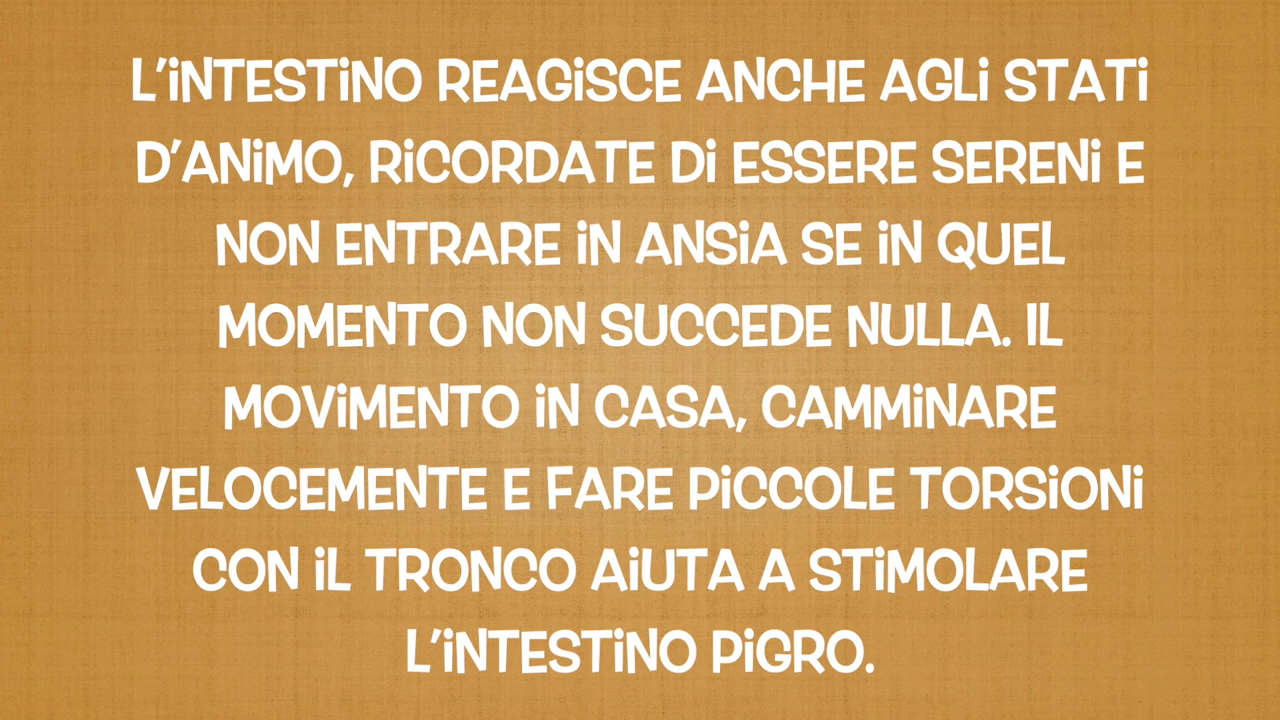 L'iNTESTiNO REAGiSCE ANCHE AGLi STATi
D'ANiMO, RiCORDATE Di ESSERE SERENi E
NON ENTRARE iN ANSiA SE iN QUEL
MOMENTO NON SUCCEDE NULLA. IL
MOViMENTO iN CASA, CAMMiNARE
VELOCEMENTE E FARE PiCCOLE TORSiONi
CON iL TRONCO AiUTA A STiMOLARE
L'iNTESTiNO PiGRO.